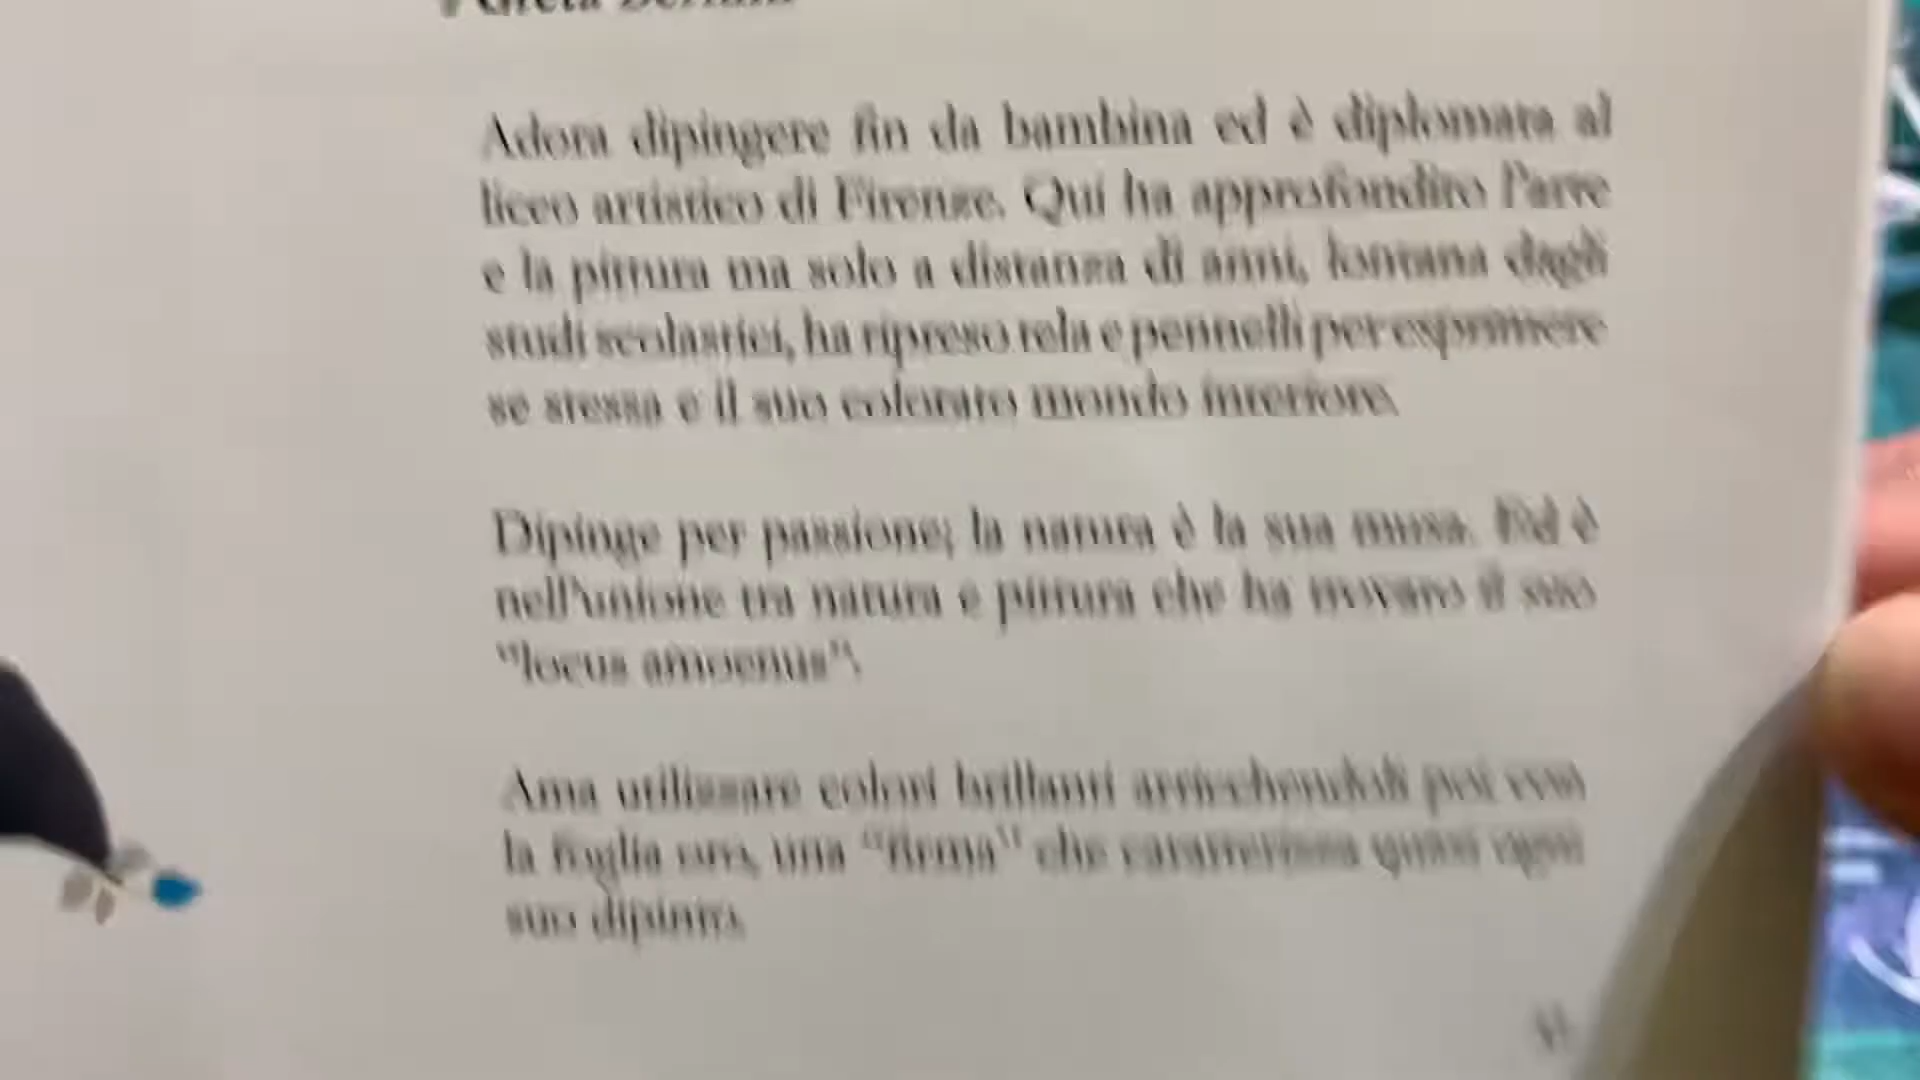 Greta
Adora dipingere fin da bambina ed è diplomata al
liceo artistico di Firenze. Qui ha approfondito l'arte
e la pittura ma solo a distanza di anni, lontana dagli
studi scolastici, ha ripreso tela e pennelli per esprimere
se stessa e il suo colorato mondo interiore.
Dipinge per passione; la natura è la sua musa. Ed è
nell'unione tra natura e pittura che ha trovato il suo
"locus amoenus".
Ama utilizzare colori brillanti arricchendoli poi con
la foglia oro, una "firma" che caratterizza quasi ogni
suo dipinto.